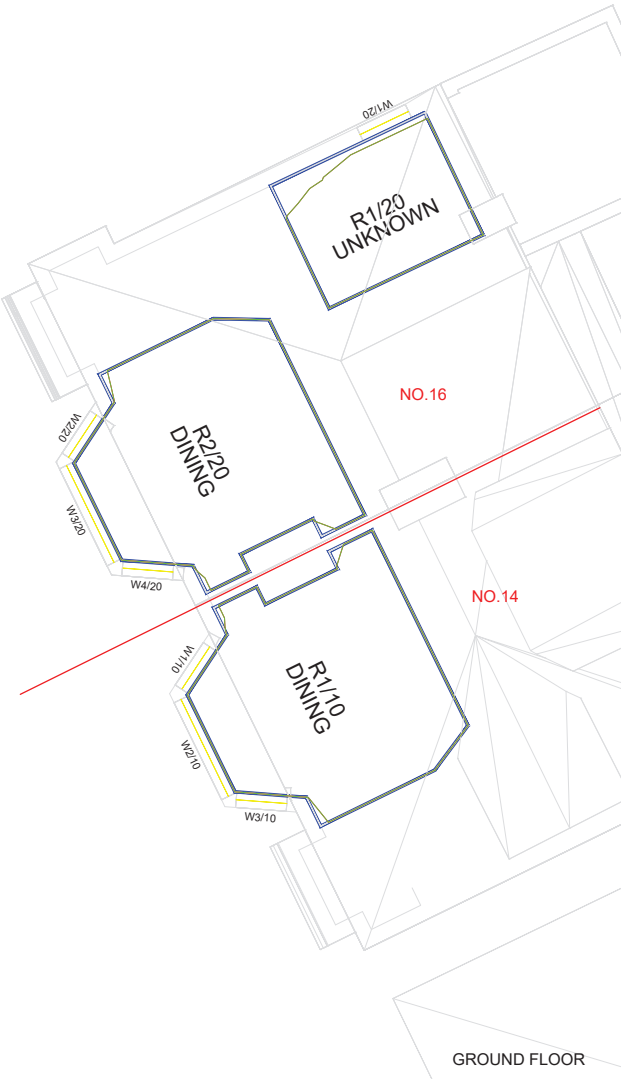 W1/20
R1/20
UNKNOWN
NO.16
W2/20
R2/20
DINING
W3/20
W4/20
NO.14
W1/10
R1/10
DINING
W2/10
W3/10
GROUND FLOOR